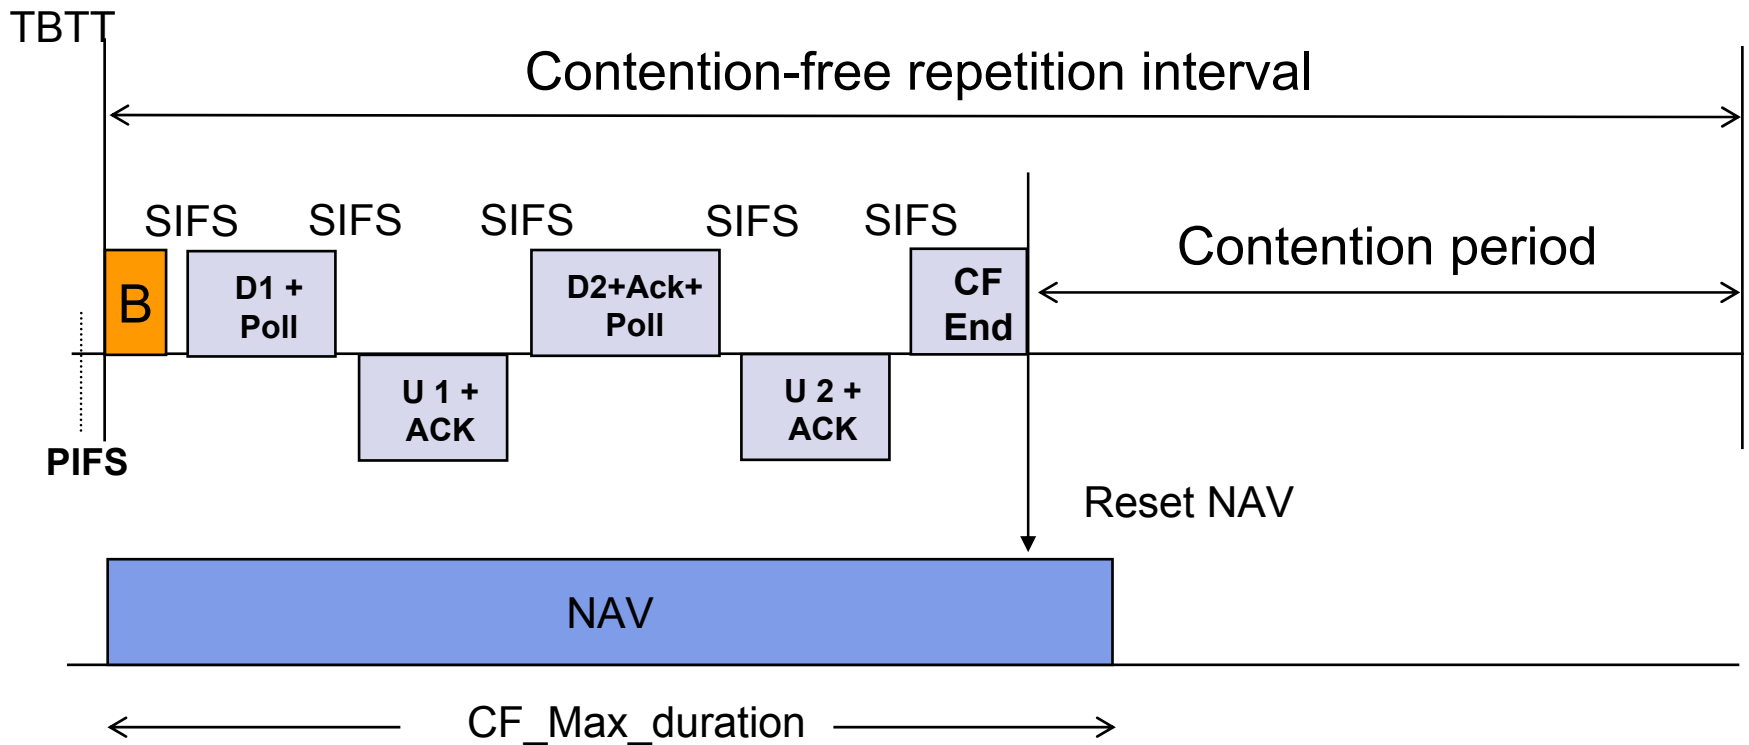 TBTT
Contention-free repetition interval
SIFS SIFS SIFS SIFS SIFS
Contention period
B
D1 +
Poll
D2+Ack+
Poll
CF
End
U 1 +
ACK
U 2 +
ACK
PIFS
Reset NAV
NAV
CF_Max_duration